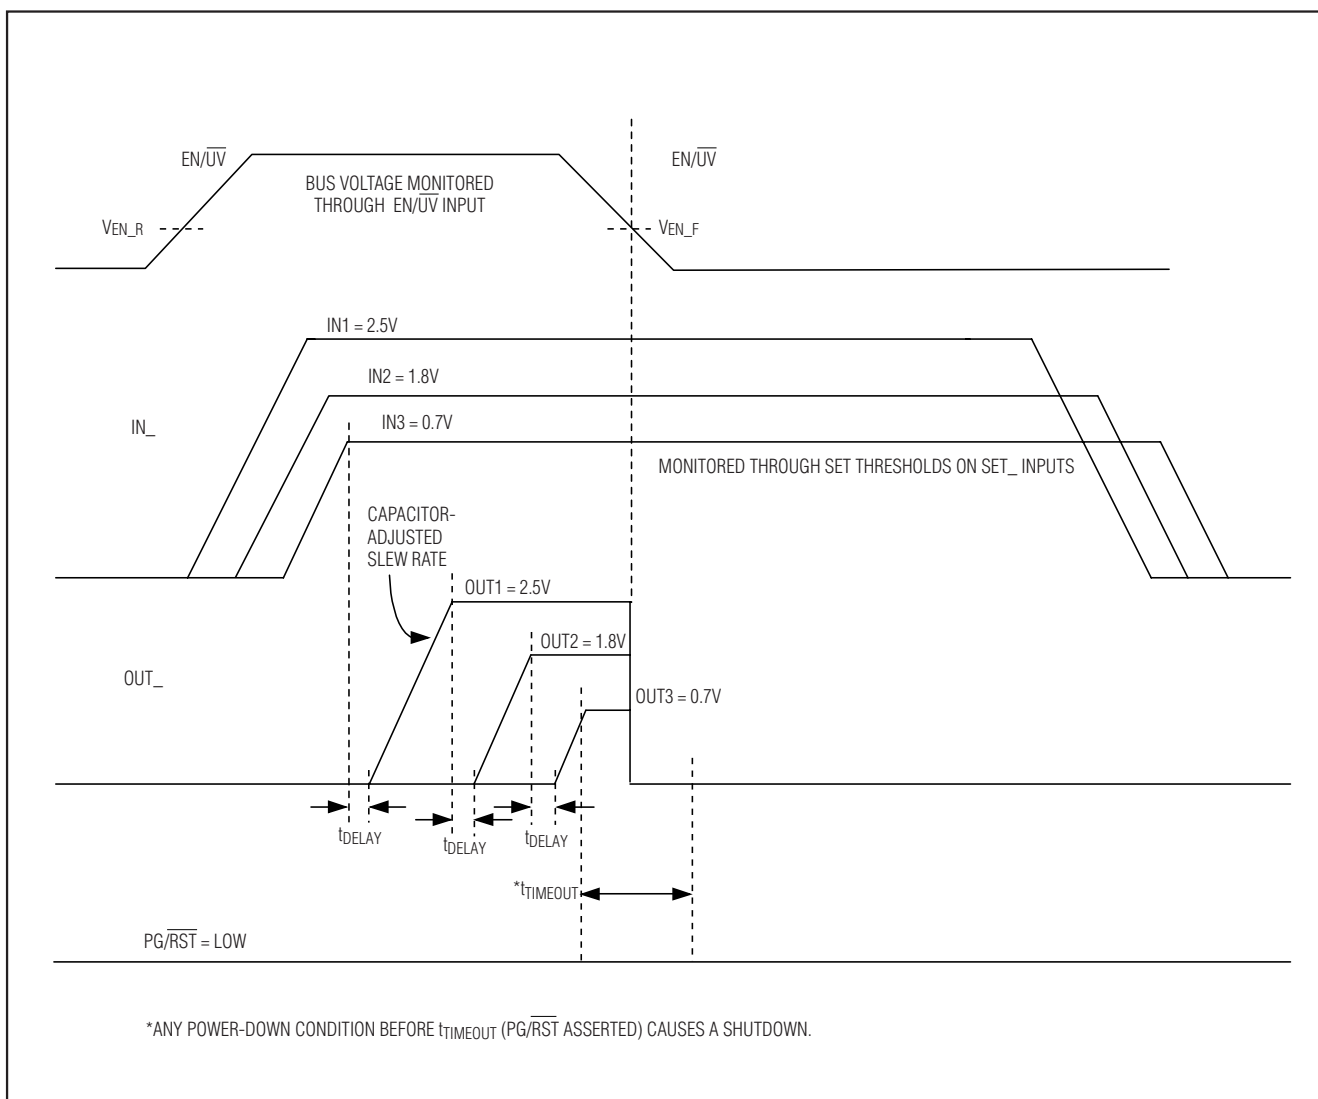 EN/UV
EN/UV
BUS VOLTAGE MONITORED
THROUGH EN/UV INPUT
VEN_R
VEN_F
IN1 = 2.5V
IN2 = 1.8V
IN3 = 0.7V
IN_
MONITORED THROUGH SET THRESHOLDS ON SET_ INPUTS
CAPACITOR-
ADJUSTED
SLEW RATE
OUT1 = 2.5V
OUT2 = 1.8V
OUT_
OUT3 = 0.7V
tDELAY
tDELAY
tDELAY
*tTIMEOUT
PG/RST = LOW
*ANY POWER-DOWN CONDITION BEFORE tTIMEOUT (PG/RST ASSERTED) CAUSES A SHUTDOWN.